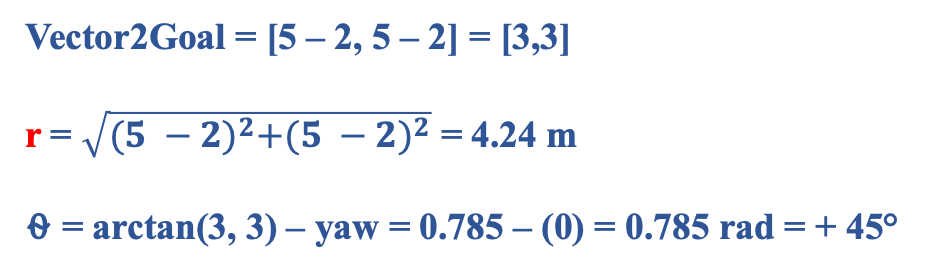 Vector2Goal = [5 – 2, 5 – 2] = [3,3]
r = √(5 – 2)²+(5 – 2)² = 4.24 m
θ = arctan(3, 3) – yaw = 0.785 – (0) = 0.785 rad = + 45°